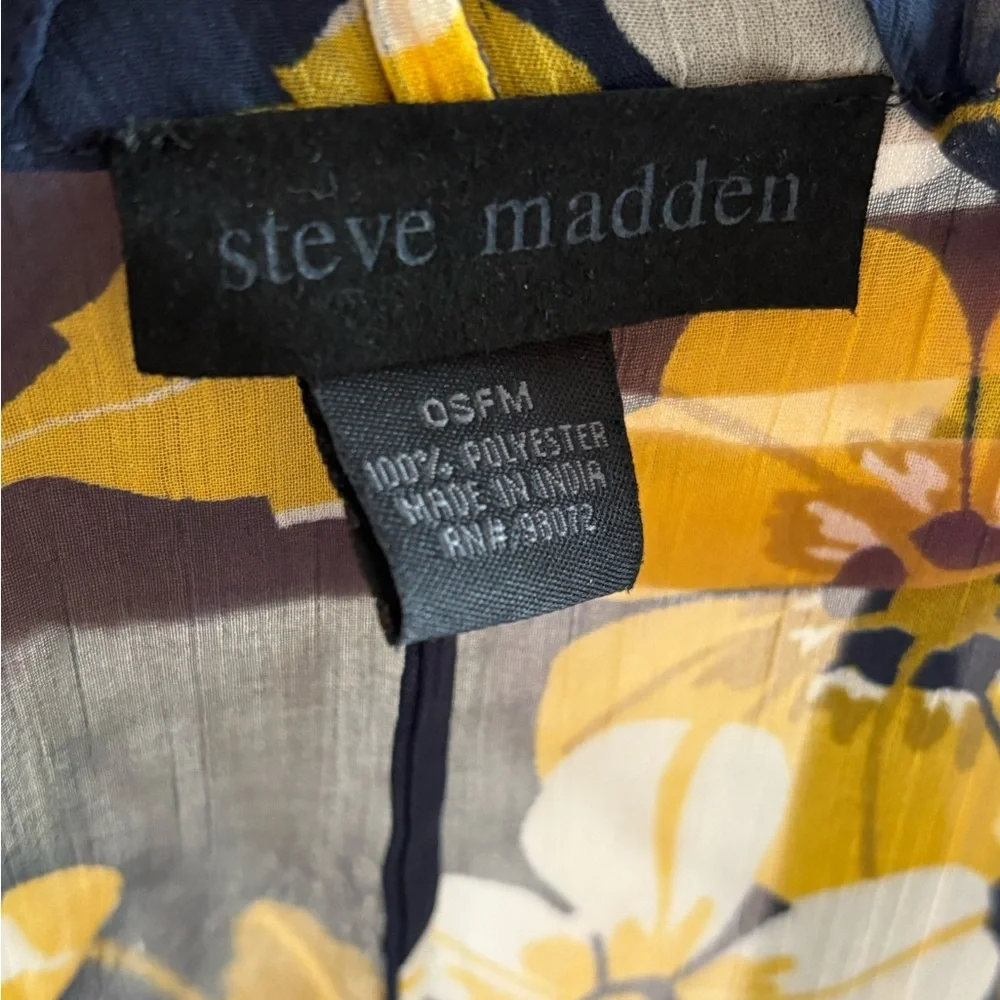 steve madden
OSFM
100% POLYESTER
MADE IN INDIA
RN# 93072